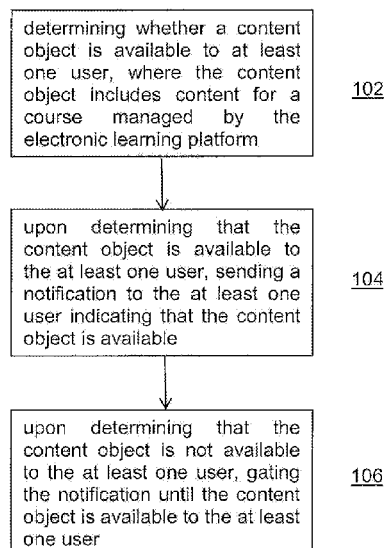 determining whether a content
object is available to at least
one user, where the content
object includes content for a
course managed by the
electronic learning platform
102
upon determining that the
content object is available to
the at least one user, sending a
notification to the at least one
user indicating that the content
object is available
104
upon determining that the
content object is not available
to the at least one user, gating
the notification until the content
object is available to the at least
one user
106